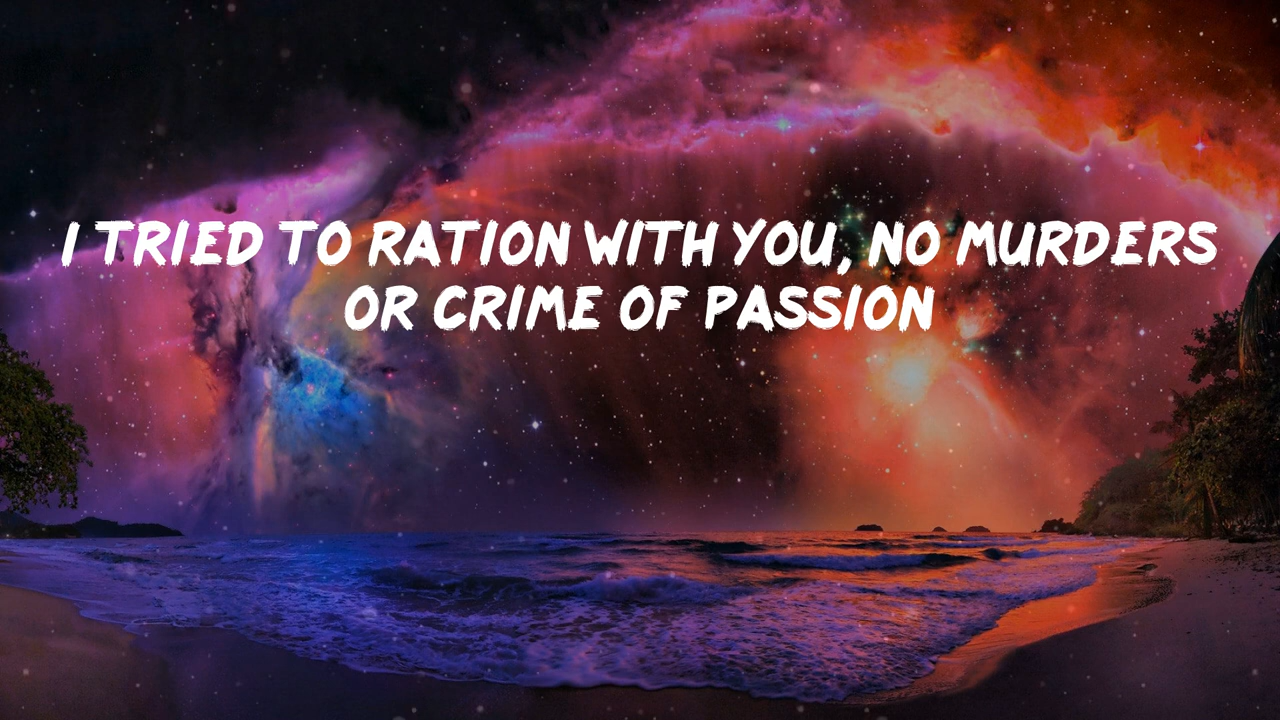 I TRIED TO RATION WITH YOU, NO MURDERS
OR CRIME OF PASSION